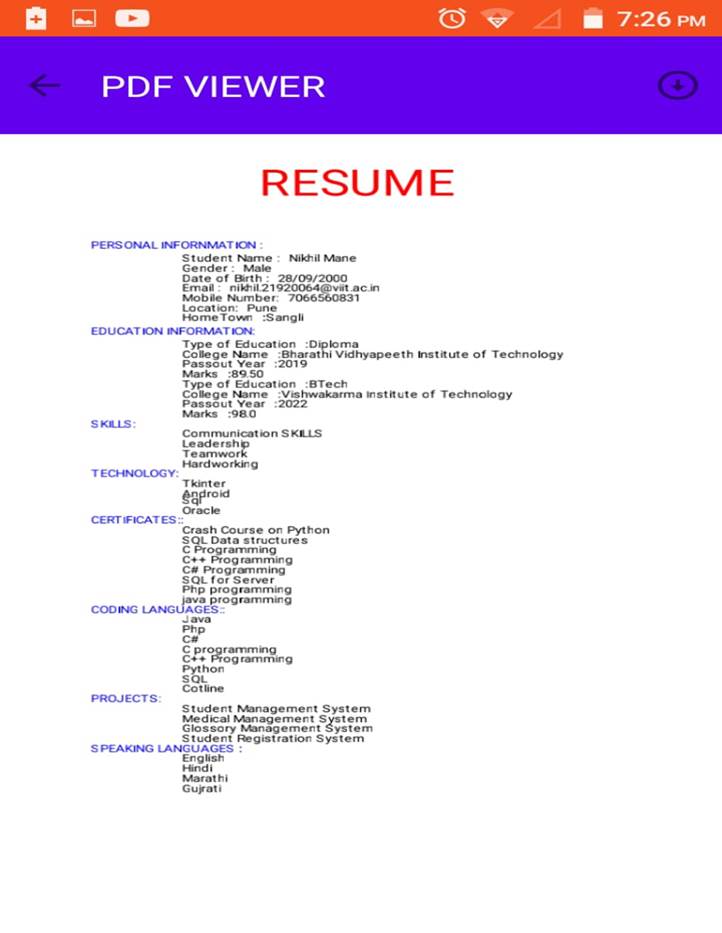 7:26 PM
PDF VIEWER
RESUME
PERSONAL INFORNMATION :
Student Name : Nikhil Mane
Gender : Male
Date of Birth : 28/09/2000
Email : nikhil.21920064@viit.ac.in
Mobile Number: 7066560831
Location: Pune
HomeTown :Sangli
EDUCATION INFORMATION:
Type of Education :Diploma
College Name :Bharathi Vidhyapeeth Institute of Technology
Passout Year :2019
Marks :89.50
Type of Education :BTech
College Name :Vishwakarma Institute of Technology
Passout Year :2022
Marks :98.0
SKILLS:
Communication SKILLS
Leadership
Teamwork
Hardworking
TECHNOLOGY:
Tkinter
Android
Sql
Oracle
CERTIFICATES::
Crash Course on Python
SQL Data structures
C Programming
C++ Programming
C# Programming
SQL for Server
Php programming
java programming
CODING LANGUAGES::
Java
Php
C#
C programming
C++ Programming
Python
SQL
Cotline
PROJECTS:
Student Management System
Medical Management System
Glossory Management System
Student Registration System
SPEAKING LANGUAGES :
English
Hindi
Marathi
Gujrati